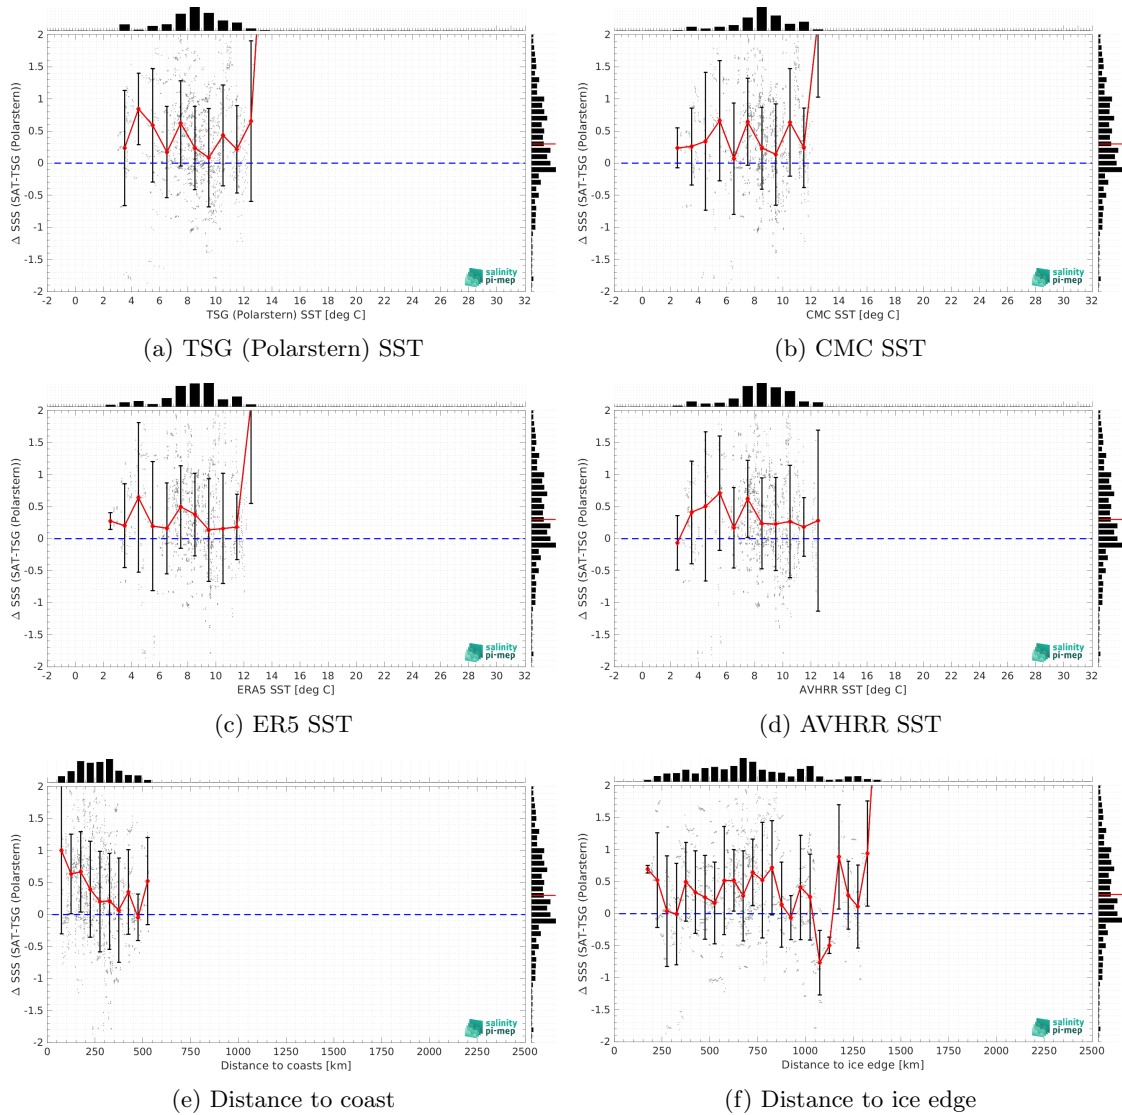 2
1.5
1
0.5
0
-0.5
-1
-1.5
-2
Δ SSS (SAT-TSG (Polarstern))
salinity
pi-mep
-2 0 2 4 6 8 10 12 14 16 18 20 22 24 26 28 30 32
TSG (Polarstern) SST [deg C]
(a) TSG (Polarstern) SST
2
1.5
1
0.5
0
-0.5
-1
-1.5
-2
Δ SSS (SAT-TSG (Polarstern))
salinity
pi-mep
-2 0 2 4 6 8 10 12 14 16 18 20 22 24 26 28 30 32
CMC SST [deg C]
(b) CMC SST
2
1.5
1
0.5
0
-0.5
-1
-1.5
-2
Δ SSS (SAT-TSG (Polarstern))
salinity
pi-mep
-2 0 2 4 6 8 10 12 14 16 18 20 22 24 26 28 30 32
ERA5 SST [deg C]
(c) ER5 SST
2
1.5
1
0.5
0
-0.5
-1
-1.5
-2
Δ SSS (SAT-TSG (Polarstern))
salinity
pi-mep
-2 0 2 4 6 8 10 12 14 16 18 20 22 24 26 28 30 32
AVHRR SST [deg C]
(d) AVHRR SST
2
1.5
1
0.5
0
-0.5
-1
-1.5
-2
Δ SSS (SAT-TSG (Polarstern))
salinity
pi-mep
0 250 500 750 1000 1250 1500 1750 2000 2250 2500
Distance to coasts [km]
(e) Distance to coast
2
1.5
1
0.5
0
-0.5
-1
-1.5
-2
Δ SSS (SAT-TSG (Polarstern))
salinity
pi-mep
0 250 500 750 1000 1250 1500 1750 2000 2250 2500
Distance to ice edge [km]
(f) Distance to ice edge